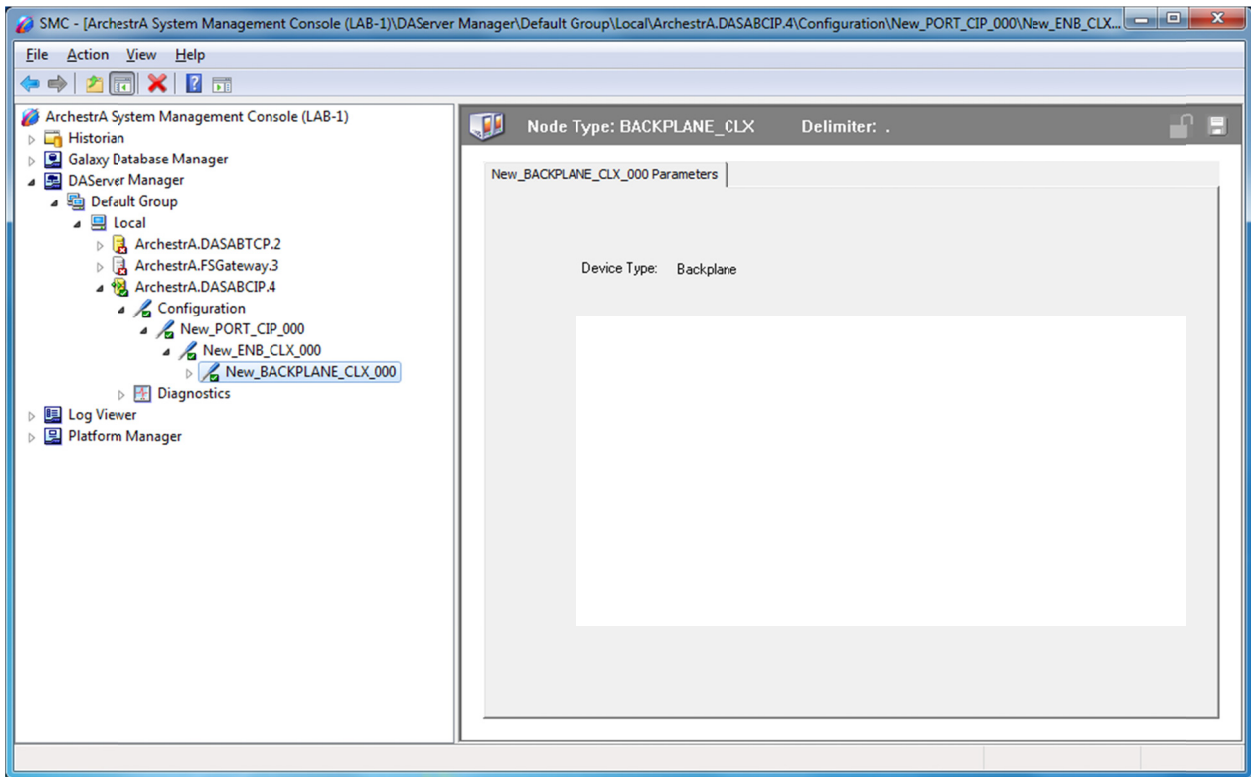 SMC - [ArchestrA System Management Console (LAB-1)\DAServer Manager\Default Group\Local\ArchestrA.DASABCIP.4\Configuration\New_PORT_CIP_000\New_ENB_CLX...
File Action View Help
ArchestrA System Management Console (LAB-1)
Historian
Galaxy Database Manager
DAServer Manager
Default Group
Local
ArchestrA.DASABTCP.2
ArchestrA.FSGateway.3
ArchestrA.DASABCIP.4
Configuration
New_PORT_CIP_000
New_ENB_CLX_000
New_BACKPLANE_CLX_000
Diagnostics
Log Viewer
Platform Manager
Node Type: BACKPLANE_CLX Delimiter: .
New_BACKPLANE_CLX_000 Parameters
Device Type: Backplane